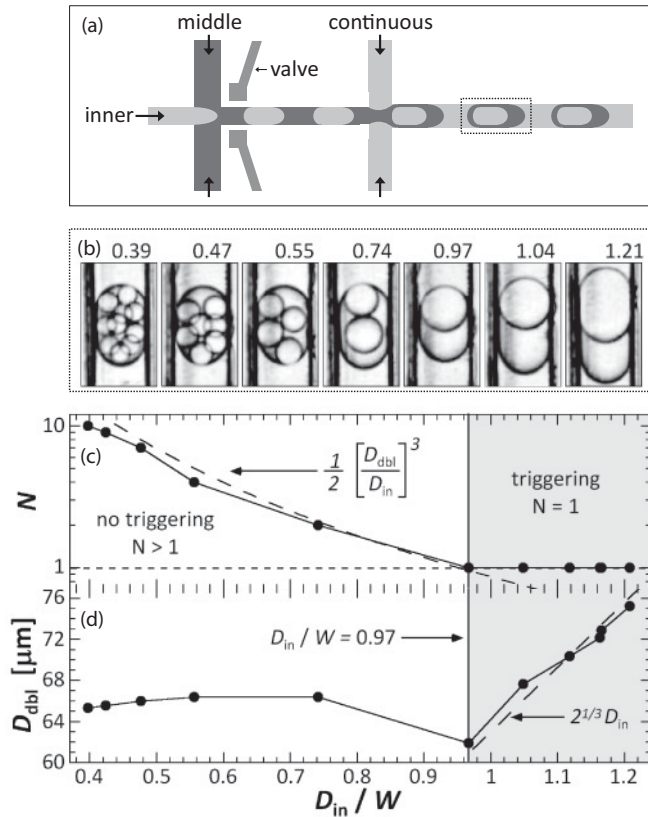 (a)
middle
continuous
←valve
inner
(b)
0.39 0.47 0.55 0.74 0.97 1.04 1.21
10
(c)
1/2 [D_dbl/D_in]^3
triggering
N = 1
N
no triggering
N > 1
1
76
(d)
D_in / W = 0.97
72
D_dbl [μm]
68
2^1/3 D_in
64
60
0.4 0.5 0.6 0.7 0.8 0.9 1 1.1 1.2
D_in / W